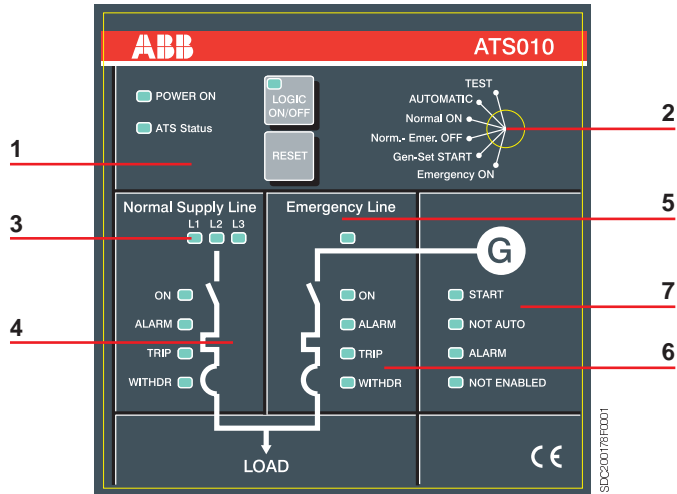 ABB ATS010
POWER ON
ATS Status
LOGIC
ON/OFF
RESET
TEST
AUTOMATIC
Normal ON
Norm.- Emer. OFF
Gen-Set START
Emergency ON
1
2
Normal Supply Line
L1 L2 L3
Emergency Line
G
3
5
ON
ALARM
TRIP
WITHDR
ON
ALARM
TRIP
WITHDR
START
NOT AUTO
ALARM
NOT ENABLED
4
6
7
LOAD
CE
SDC200178F0001